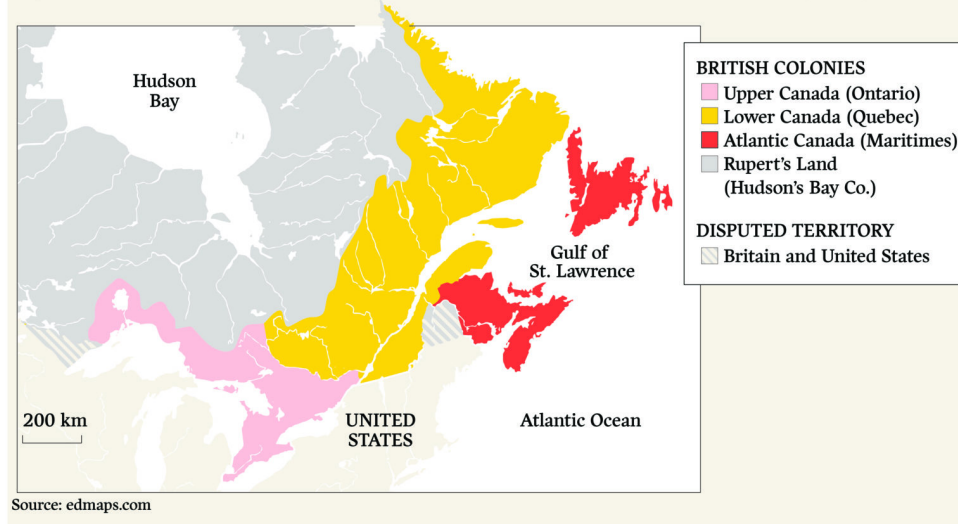 Hudson
Bay
Gulf of
St. Lawrence
200 km
UNITED
STATES
Atlantic Ocean
BRITISH COLONIES
Upper Canada (Ontario)
Lower Canada (Quebec)
Atlantic Canada (Maritimes)
Rupert’s Land
(Hudson’s Bay Co.)
DISPUTED TERRITORY
Britain and United States
Source: edmaps.com